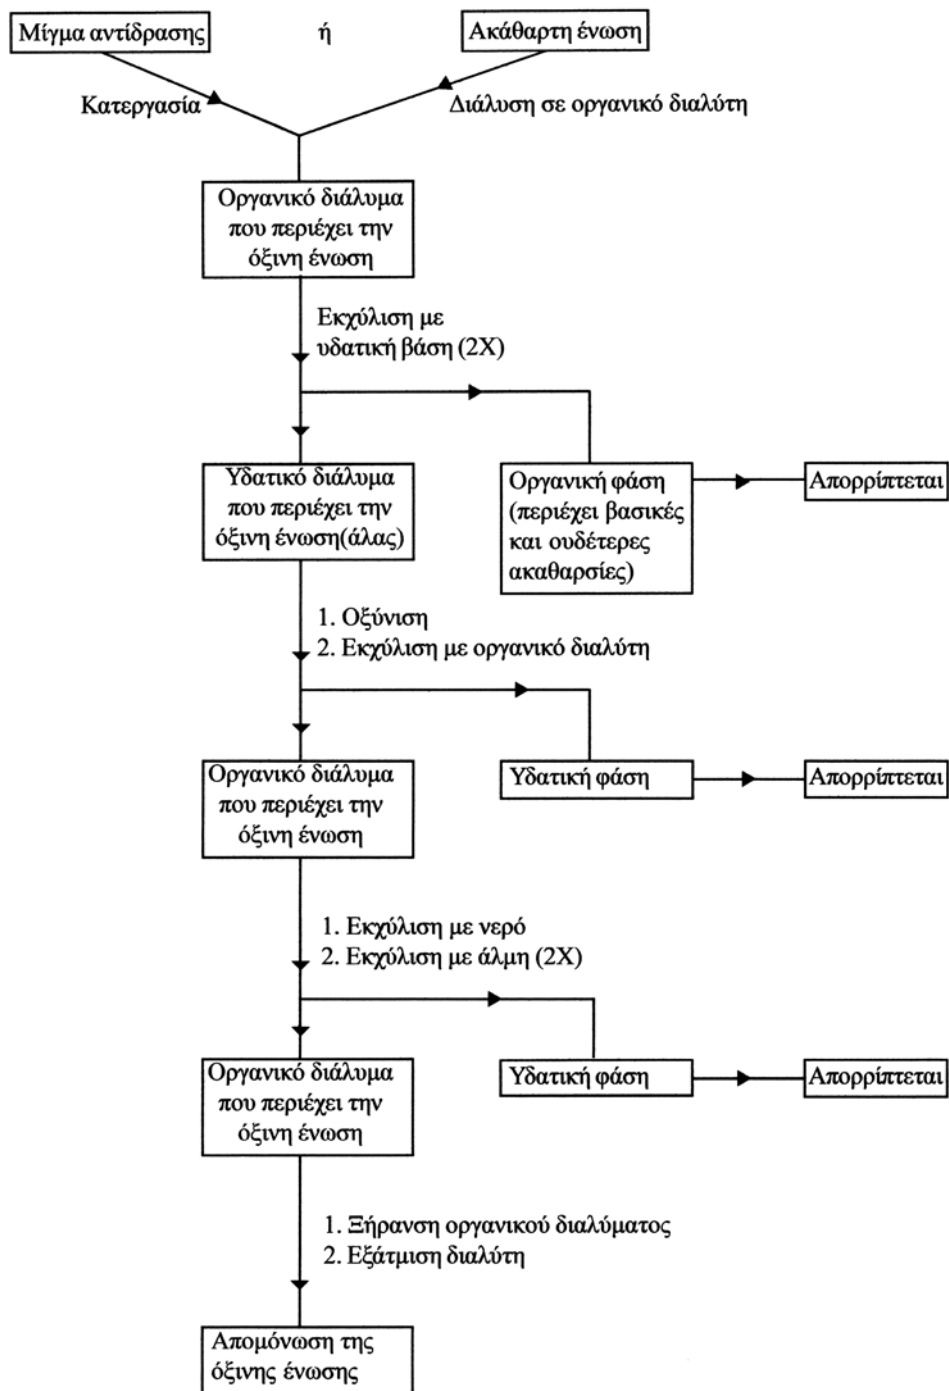 Μίγμα αντίδρασης
ή
Ακάθαρτη ένωση
Κατεργασία
Διάλυση σε οργανικό διαλύτη
Οργανικό διάλυμα
που περιέχει την
όξινη ένωση
Εκχύλιση με
υδατική βάση (2Χ)
Υδατικό διάλυμα
που περιέχει την
όξινη ένωση(άλας)
Οργανική φάση
(περιέχει βασικές
και ουδέτερες
ακαθαρσίες)
Απορρίπτεται
1. Οξύνιση
2. Εκχύλιση με οργανικό διαλύτη
Οργανικό διάλυμα
που περιέχει την
όξινη ένωση
Υδατική φάση
Απορρίπτεται
1. Εκχύλιση με νερό
2. Εκχύλιση με άλμη (2Χ)
Οργανικό διάλυμα
που περιέχει την
όξινη ένωση
Υδατική φάση
Απορρίπτεται
1. Ξήρανση οργανικού διαλύματος
2. Εξάτμιση διαλύτη
Απομόνωση της
όξινης ένωσης